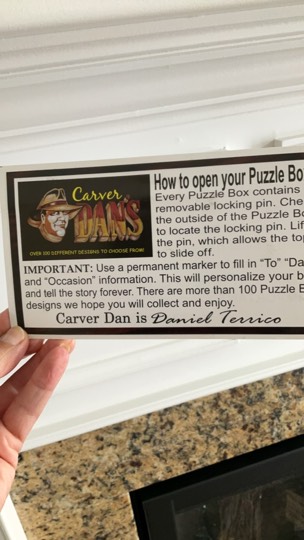 Carver
DAN'S
OVER 100 DIFFERENT DESIGNS TO CHOOSE FROM!
How to open your Puzzle Bo
Every Puzzle Box contains
removable locking pin. Che
the outside of the Puzzle B
to locate the locking pin. Lif
the pin, which allows the to
to slide off.
IMPORTANT: Use a permanent marker to fill in "To" "Da
and "Occasion" information. This will personalize your b
and tell the story forever. There are more than 100 Puzzle B
designs we hope you will collect and enjoy.
Carver Dan is Daniel Terrico